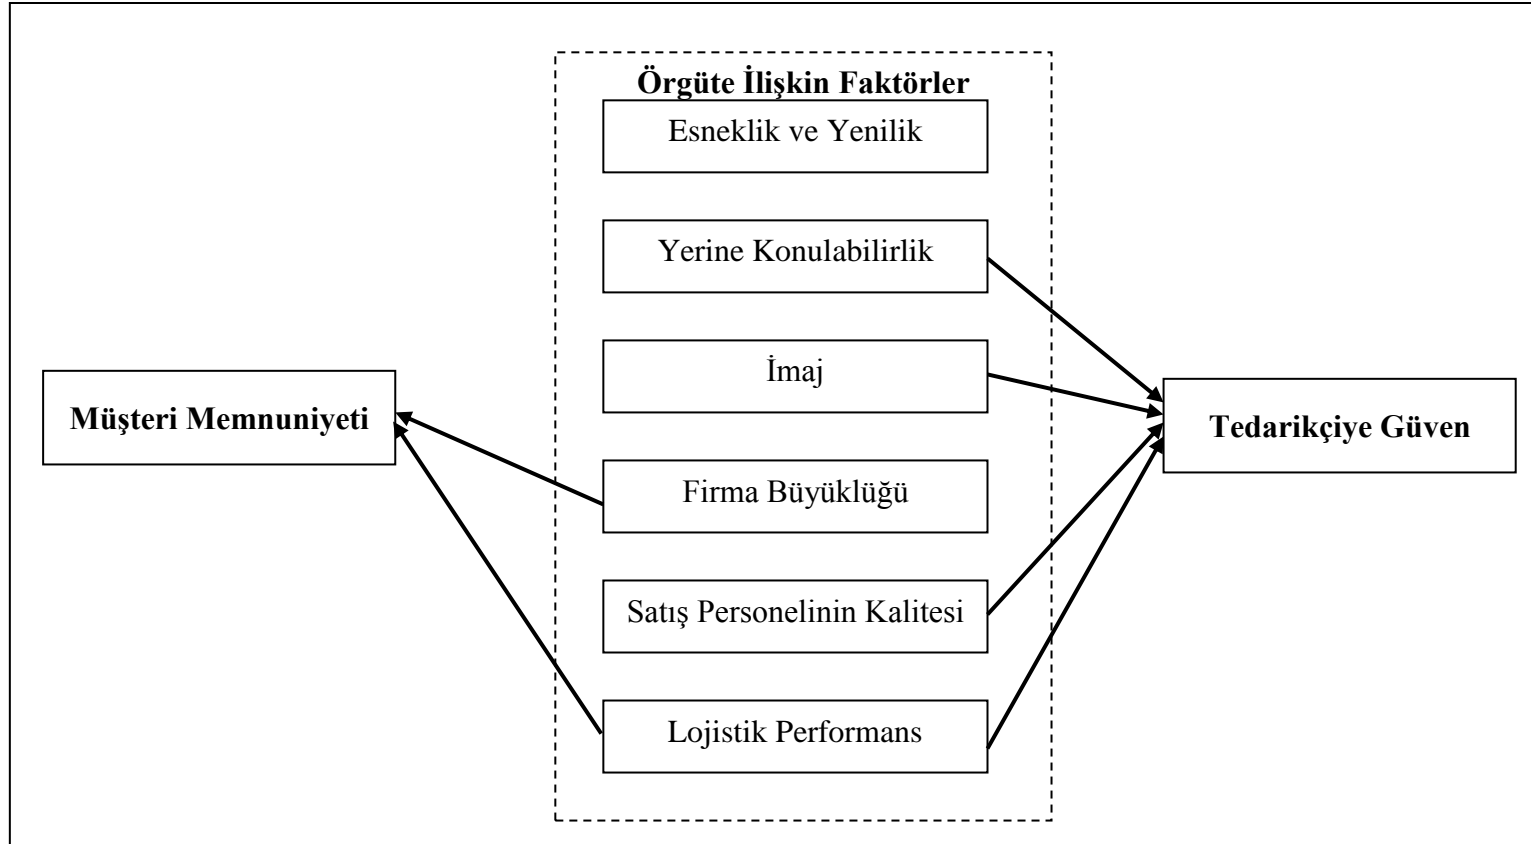 Örgüte İlişkin Faktörler
Esneklik ve Yenilik
Yerine Konulabilirlik
İmaj
Müşteri Memnuniyeti
Tedarikçiye Güven
Firma Büyüklüğü
Satış Personelinin Kalitesi
Lojistik Performans